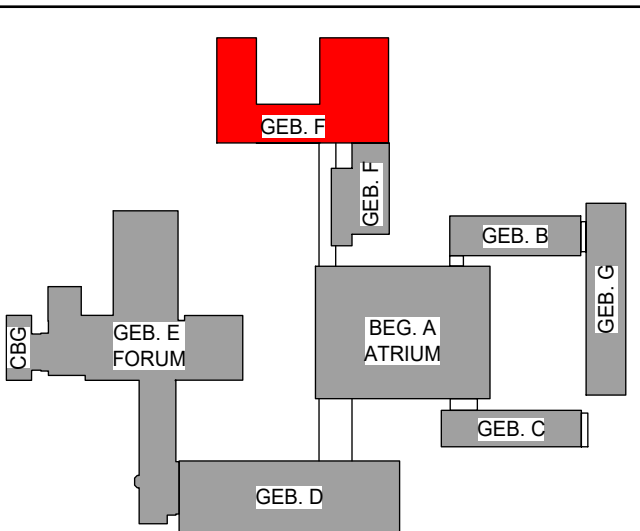 GEB. F
GEB. F
GEB. B
GEB. G
CBG
GEB. E
FORUM
BEG. A
ATRIUM
GEB. C
GEB. D